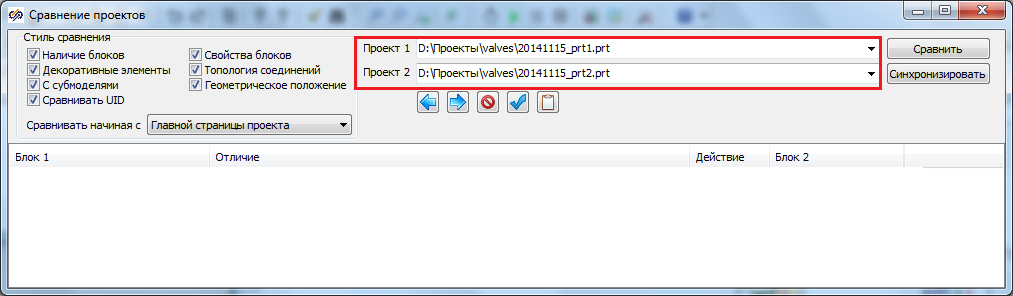 Сравнение проектов
Стиль сравнения
Наличие блоков
Свойства блоков
Декоративные элементы
Топология соединений
С субмоделями
Геометрическое положение
Сравнивать UID
Сравнивать начиная с Главной страницы проекта
Проект 1 D:\Проекты\valves\20141115_prt1.prt
Проект 2 D:\Проекты\valves\20141115_prt2.prt
Сравнить
Синхронизировать
Блок 1 Отличие Действие Блок 2